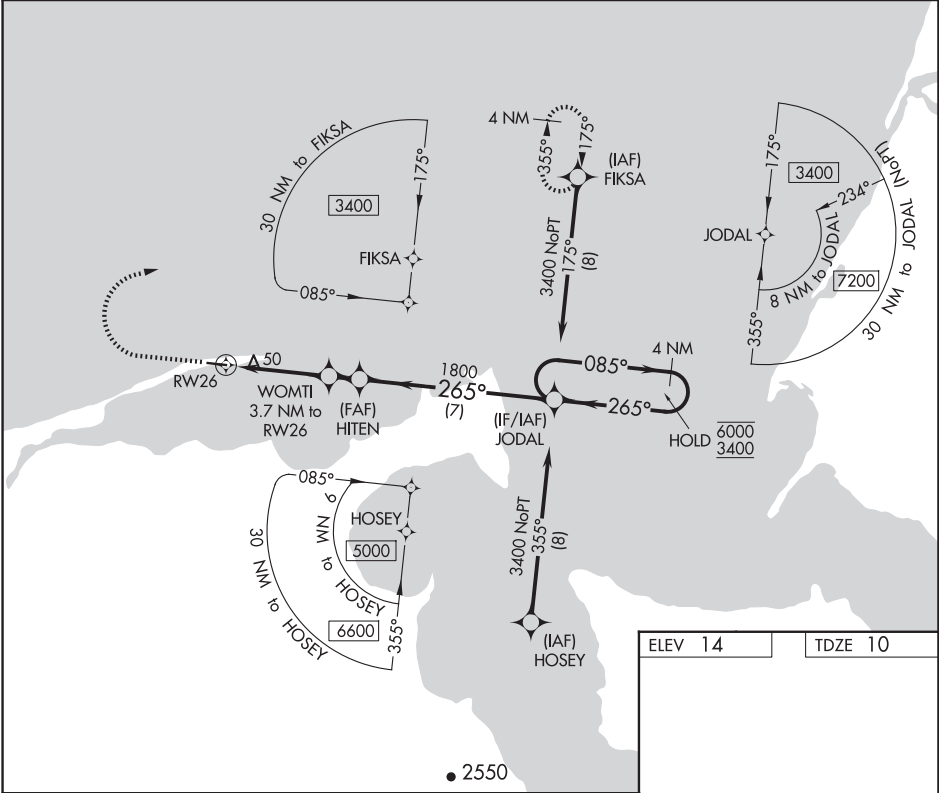 4 NM
355°
175°
(IAF)
FIKSA
30 NM to FIKSA
175°
3400
FIKSA
085°
3400 NoPT
175°
(8)
175°
3400
234°
JODAL
8 NM to JODAL
7200
30 NM to JODAL (NoPT)
355°
RW26
50
WOMTI
3.7 NM to
RW26
(FAF)
HITEN
1800
265°
(7)
(IF/IAF)
JODAL
085°
4 NM
265°
HOLD
6000
3400
085°
9 NM to HOSEY
HOSEY
5000
30 NM to HOSEY
6600
355°
3400 NoPT
355°
(8)
(IAF)
HOSEY
2550
ELEV 14
TDZE 10